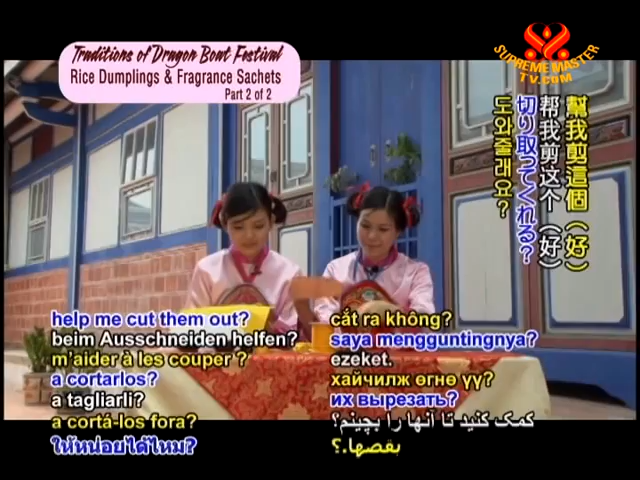 Traditions of Dragon Boat Festival
Rice Dumplings & Fragrance Sachets
Part 2 of 2
SUPREME MASTER
TV.com
幫我剪這個（好）
帮我剪这个（好）
切り取ってくれる?
도와줄래요?
help me cut them out?
beim Ausschneiden helfen?
m'aider à les couper ?
a cortarlos?
a tagliarli?
a cortá-los fora?
ให้หน่อยได้ไหม?
cắt ra không?
saya mengguntingnya?
ezeket.
хайчилж өгнө үү?
их вырезать?
کمک کنید تا آنها را بچینم؟
بقصها.؟